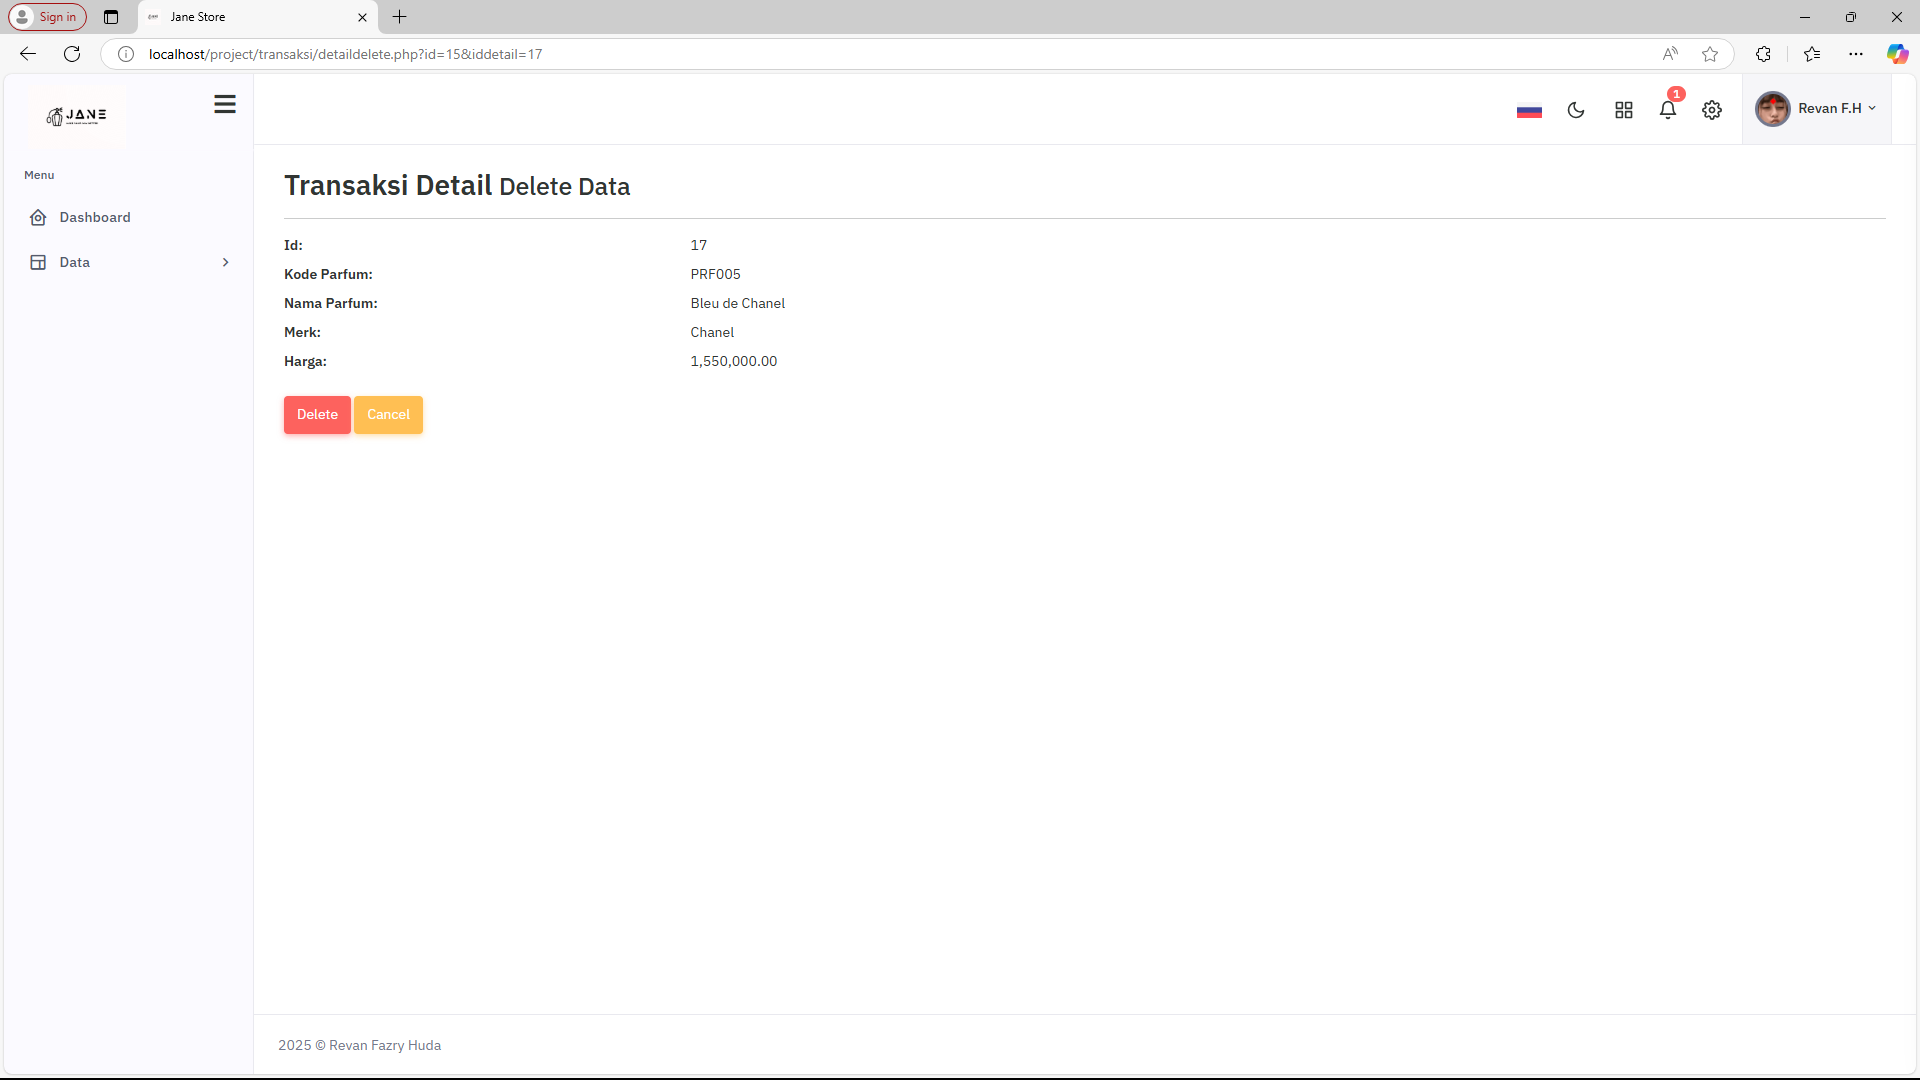 Sign in
Jane Store
localhost/project/transaksi/detaildelete.php?id=15&iddetail=17
JANE
1
Revan F.H
Menu
Dashboard
Data
Transaksi Detail Delete Data
Id: 17
Kode Parfum: PRF005
Nama Parfum: Bleu de Chanel
Merk: Chanel
Harga: 1,550,000.00
Delete Cancel
2025 © Revan Fazry Huda